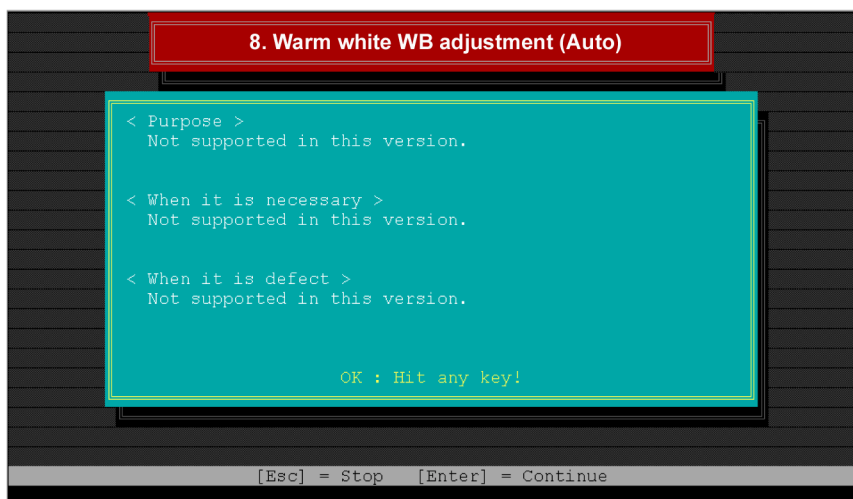 8. Warm white WB adjustment (Auto)
< Purpose >
Not supported in this version.
< When it is necessary >
Not supported in this version.
< When it is defect >
Not supported in this version.
OK : Hit any key!
[Esc] = Stop [Enter] = Continue